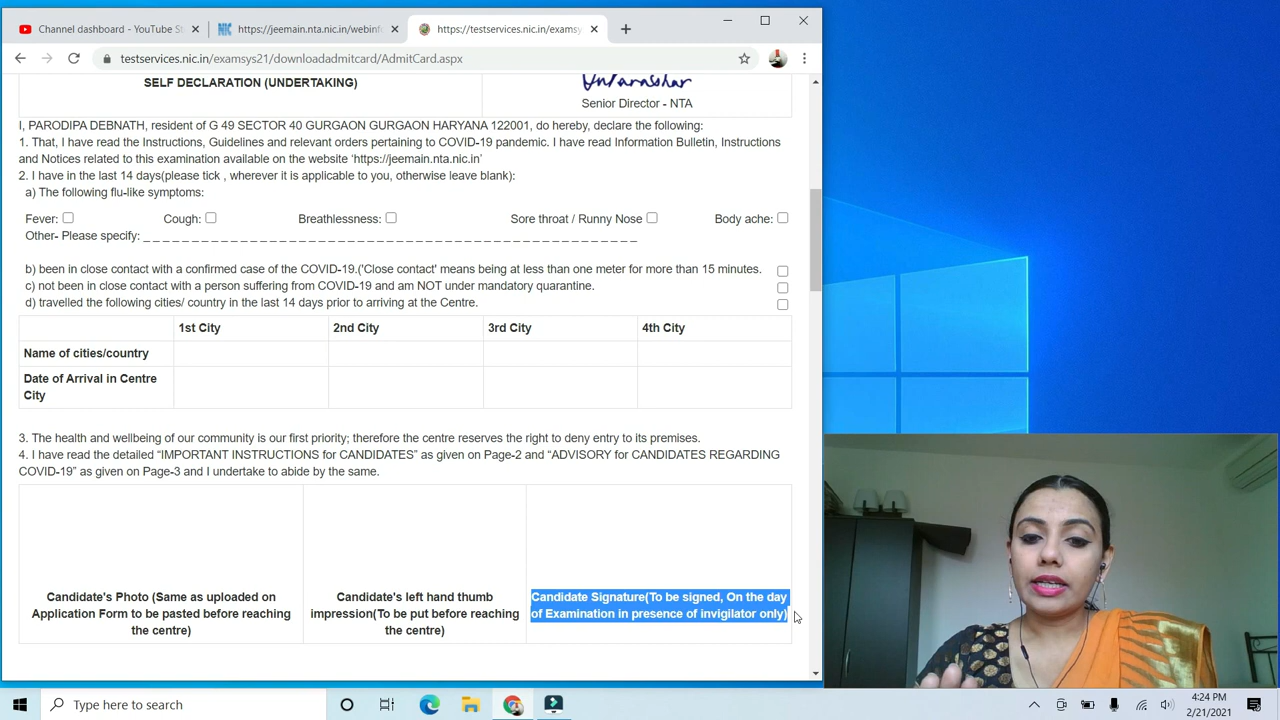 Channel dashboard - YouTube St
https://jeemain.nta.nic.in/webinfo
https://testservices.nic.in/examsy
testservices.nic.in/examsys21/downloadadmitcard/AdmitCard.aspx
SELF DECLARATION (UNDERTAKING)
Senior Director - NTA
I, PARODIPA DEBNATH, resident of G 49 SECTOR 40 GURGAON GURGAON HARYANA 122001, do hereby, declare the following:
1. That, I have read the Instructions, Guidelines and relevant orders pertaining to COVID-19 pandemic. I have read Information Bulletin, Instructions
and Notices related to this examination available on the website ‘https://jeemain.nta.nic.in’
2. I have in the last 14 days(please tick , wherever it is applicable to you, otherwise leave blank):
a) The following flu-like symptoms:
Fever: Cough: Breathlessness: Sore throat / Runny Nose Body ache:
Other- Please specify: _ _ _ _ _ _ _ _ _ _ _ _ _ _ _ _ _ _ _ _ _ _ _ _ _ _ _ _ _ _ _ _ _ _ _ _ _ _ _ _ _ _ _ _ _ _ _ _ _ _ _
b) been in close contact with a confirmed case of the COVID-19.('Close contact' means being at less than one meter for more than 15 minutes.
c) not been in close contact with a person suffering from COVID-19 and am NOT under mandatory quarantine.
d) travelled the following cities/ country in the last 14 days prior to arriving at the Centre.
1st City 2nd City 3rd City 4th City
Name of cities/country
Date of Arrival in Centre
City
3. The health and wellbeing of our community is our first priority; therefore the centre reserves the right to deny entry to its premises.
4. I have read the detailed “IMPORTANT INSTRUCTIONS for CANDIDATES” as given on Page-2 and “ADVISORY for CANDIDATES REGARDING
COVID-19” as given on Page-3 and I undertake to abide by the same.
Candidate's Photo (Same as uploaded on
Application Form to be pasted before reaching
the centre)
Candidate's left hand thumb
impression(To be put before reaching
the centre)
Candidate Signature(To be signed, On the day
of Examination in presence of invigilator only)
Type here to search
4:24 PM
2/21/2021